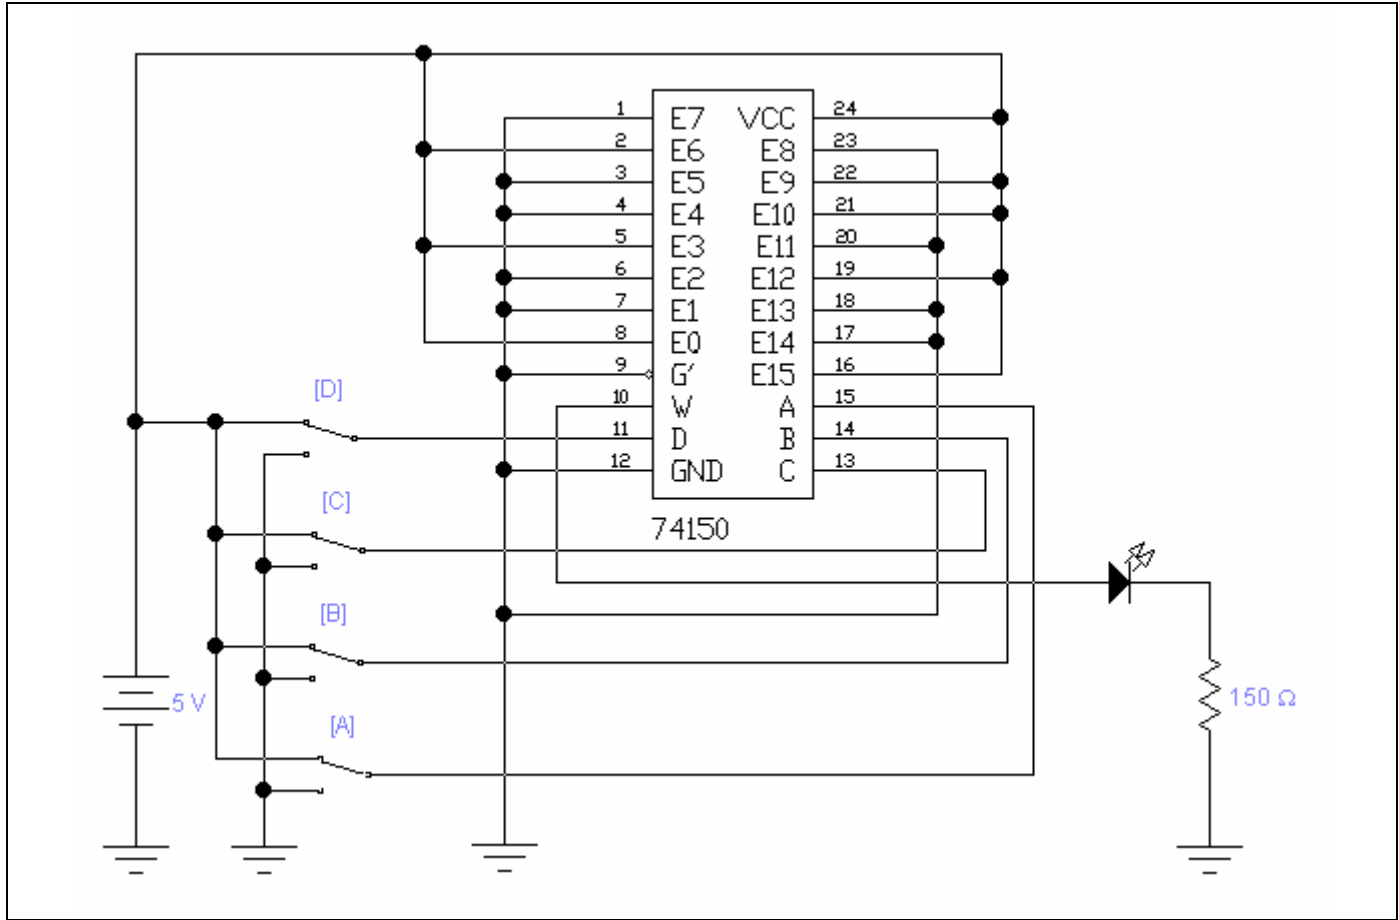 1 E7 VCC 24
2 E6 E8 23
3 E5 E9 22
4 E4 E10 21
5 E3 E11 20
6 E2 E12 19
7 E1 E13 18
8 E0 E14 17
9 G' E15 16
10 W A 15
11 D B 14
12 GND C 13
74150
[D]
[C]
[B]
[A]
5 V
150 Ω